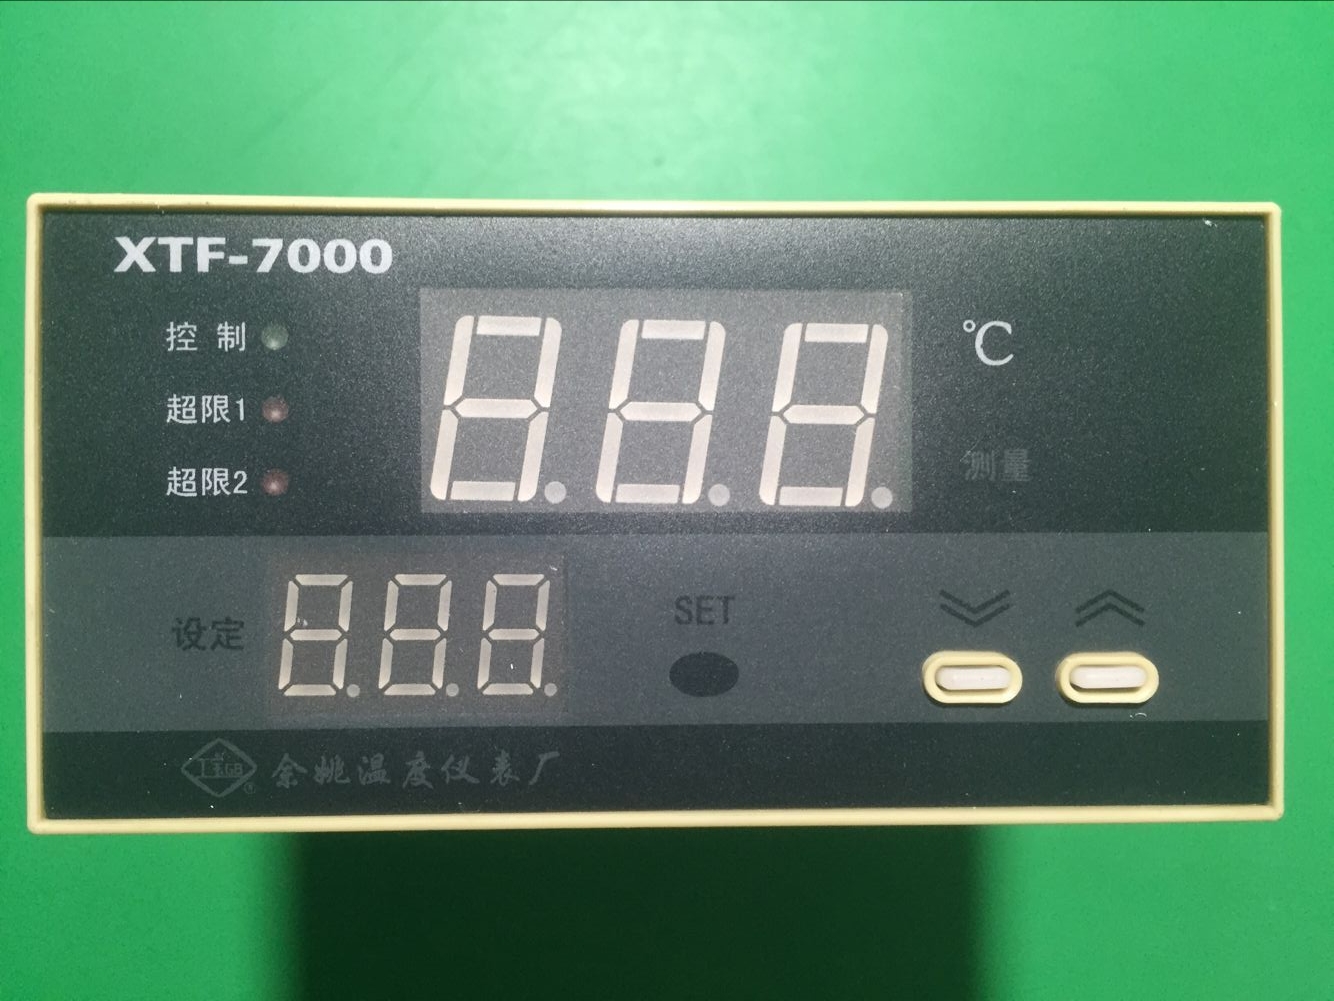 XTF-7000
控 制
超限1
超限2
℃
测量
设定
SET
余姚温度仪表厂